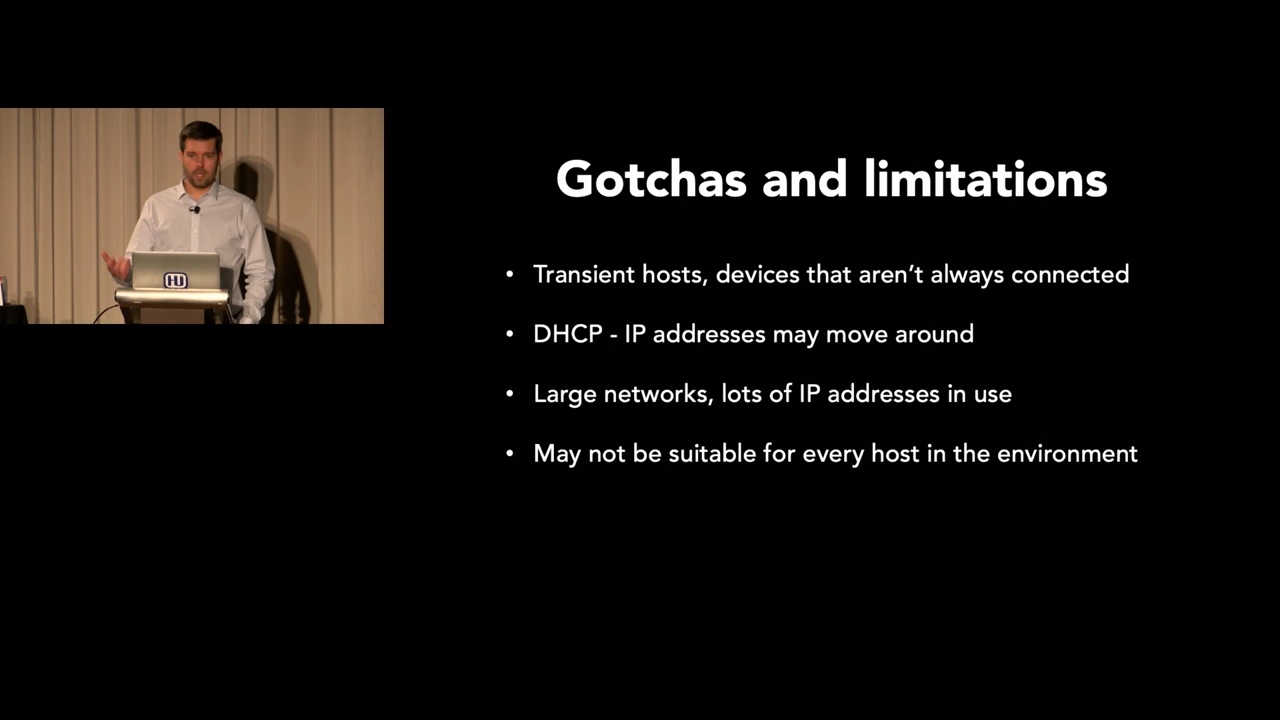 Gotchas and limitations
• Transient hosts, devices that aren’t always connected
• DHCP - IP addresses may move around
• Large networks, lots of IP addresses in use
• May not be suitable for every host in the environment